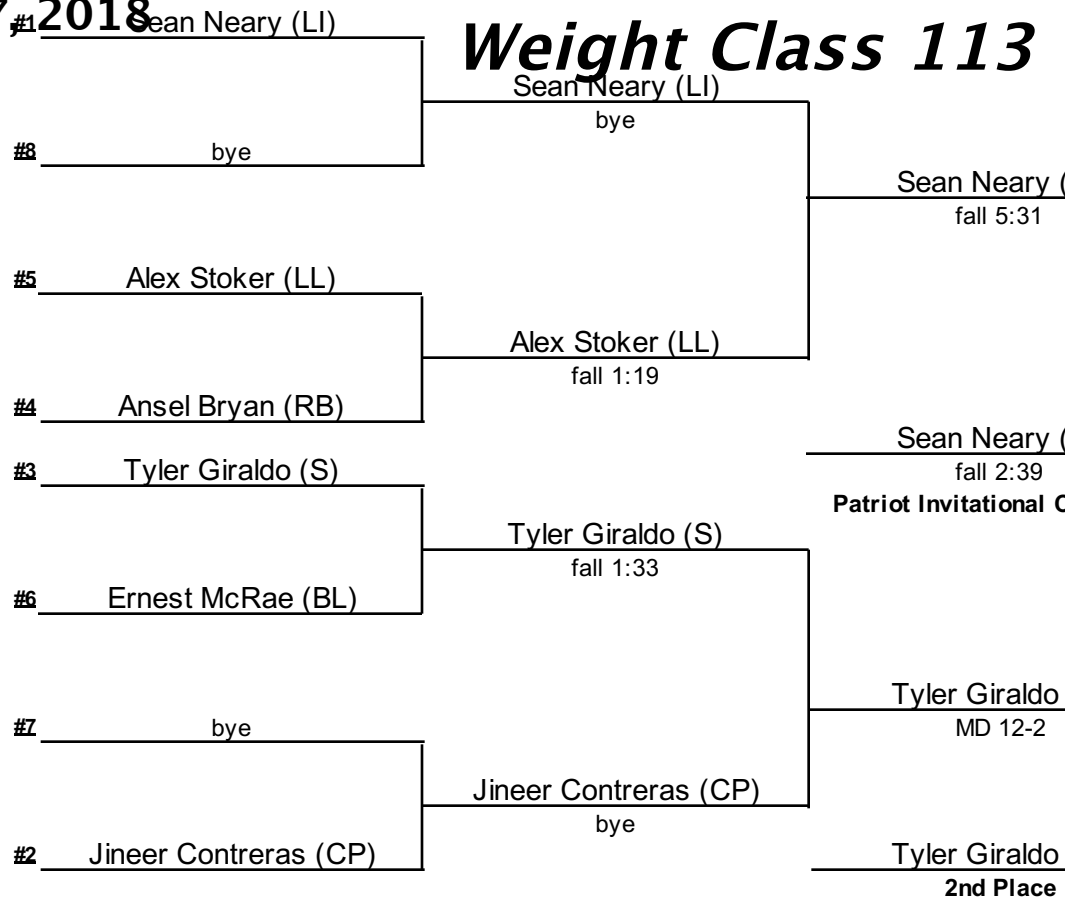 7, 2018
Weight Class 113
#1 Sean Neary (LI)
Sean Neary (LI)
bye
#8 bye
Sean Neary (
fall 5:31
#5 Alex Stoker (LL)
Alex Stoker (LL)
fall 1:19
#4 Ansel Bryan (RB)
Sean Neary (
fall 2:39
Patriot Invitational
#3 Tyler Giraldo (S)
Tyler Giraldo (S)
fall 1:33
#6 Ernest McRae (BL)
Tyler Giraldo
MD 12-2
#7 bye
Jineer Contreras (CP)
bye
#2 Jineer Contreras (CP)
Tyler Giraldo
2nd Place